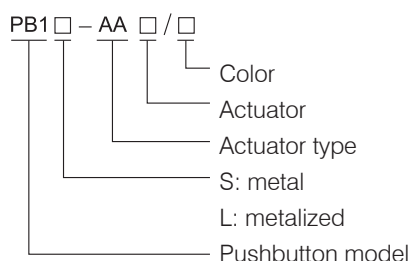 PB1 □ – AA □ / □
Color
Actuator
Actuator type
S: metal
L: metalized
Pushbutton model